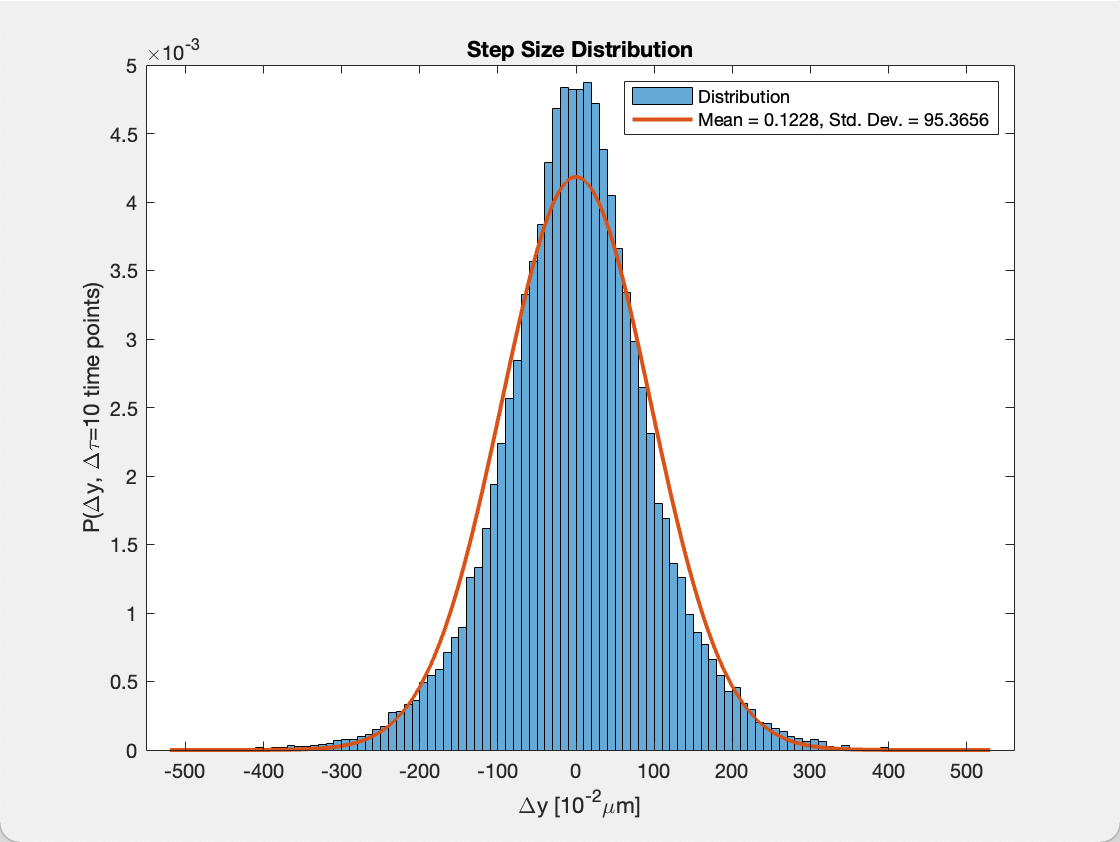 Step Size Distribution
×10⁻³
5
4.5
4
3.5
3
2.5
2
1.5
1
0.5
0
P(Δy, Δτ=10 time points)
Distribution
Mean = 0.1228, Std. Dev. = 95.3656
-500 -400 -300 -200 -100 0 100 200 300 400 500
Δy [10⁻²μm]